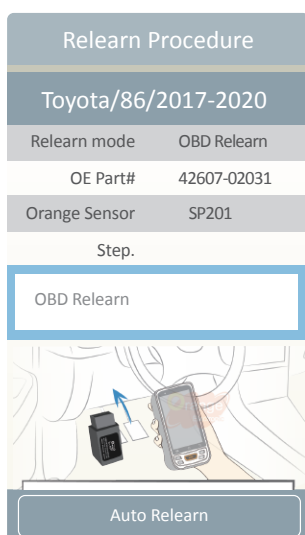 Relearn Procedure
Toyota/86/2017-2020
Relearn mode OBD Relearn
OE Part# 42607-02031
Orange Sensor SP201
Step.
OBD Relearn
Auto Relearn